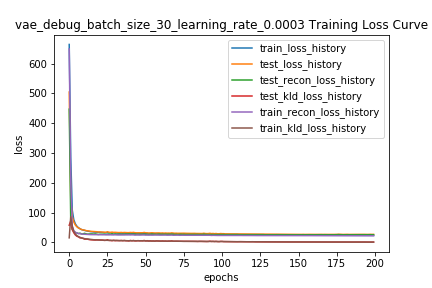 vae_debug_batch_size_30_learning_rate_0.0003 Training Loss Curve
train_loss_history
test_loss_history
test_recon_loss_history
test_kld_loss_history
train_recon_loss_history
train_kld_loss_history
loss
600
500
400
300
200
100
0
0 25 50 75 100 125 150 175 200
epochs